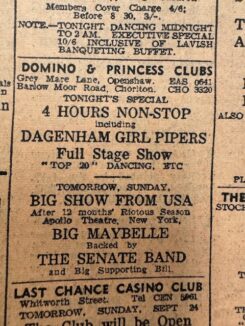 Members Cover Charge 4/6;
Before 8 30, 3/-.
NOTE.—TONIGHT DANCING MIDNIGHT
TO 2 AM. EXECUTIVE SPECIAL
10/6 INCLUSIVE OF LAVISH
BANQUETING BUFFET.
DOMINO & PRINCESS CLUBS
Grey Mare Lane, Openshaw. EAS 0641
Barlow Moor Road, Chorlton. CHO 3320
TONIGHT'S SPECIAL
4 HOURS NON-STOP
including
DAGENHAM GIRL PIPERS
Full Stage Show
"TOP 20" DANCING, ETC
TOMORROW, SUNDAY,
BIG SHOW FROM USA
After 12 months' Riotous Season
Apollo Theatre, New York,
BIG MAYBELLE
Backed by
THE SENATE BAND
and Big Supporting Bill.
LAST CHANCE CASINO CLUB
Whitworth Street. Tel CEN 5961
TOMORROW, SUNDAY, SEPT 24
Club will be Open
ALSO